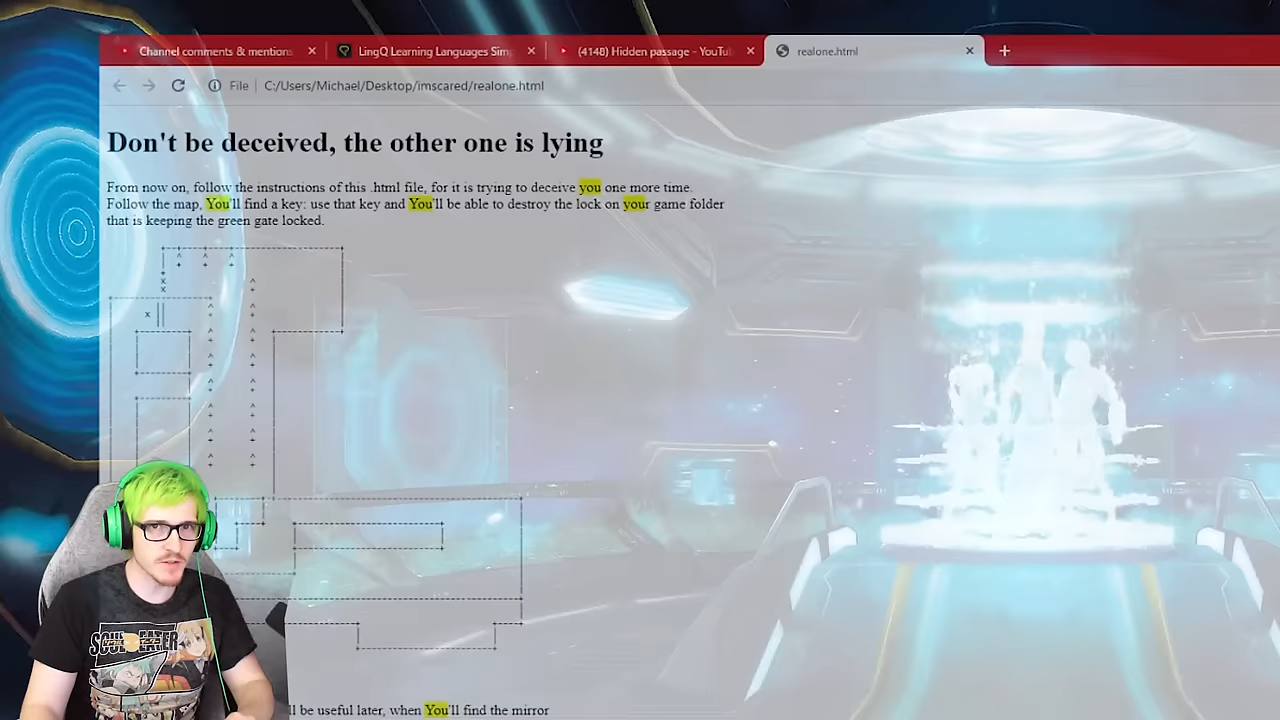 Channel comments & mentions
LingQ Learning Languages Sim
(4148) Hidden passage - YouTu
realone.html
File
C:/Users/Michael/Desktop/imscared/realone.html
Don't be deceived, the other one is lying
From now on, follow the instructions of this .html file, for it is trying to deceive you one more time.
Follow the map, You'll find a key: use that key and You'll be able to destroy the lock on your game folder
that is keeping the green gate locked.
x
x
x
ll be useful later, when You'll find the mirror
SOUL EATER